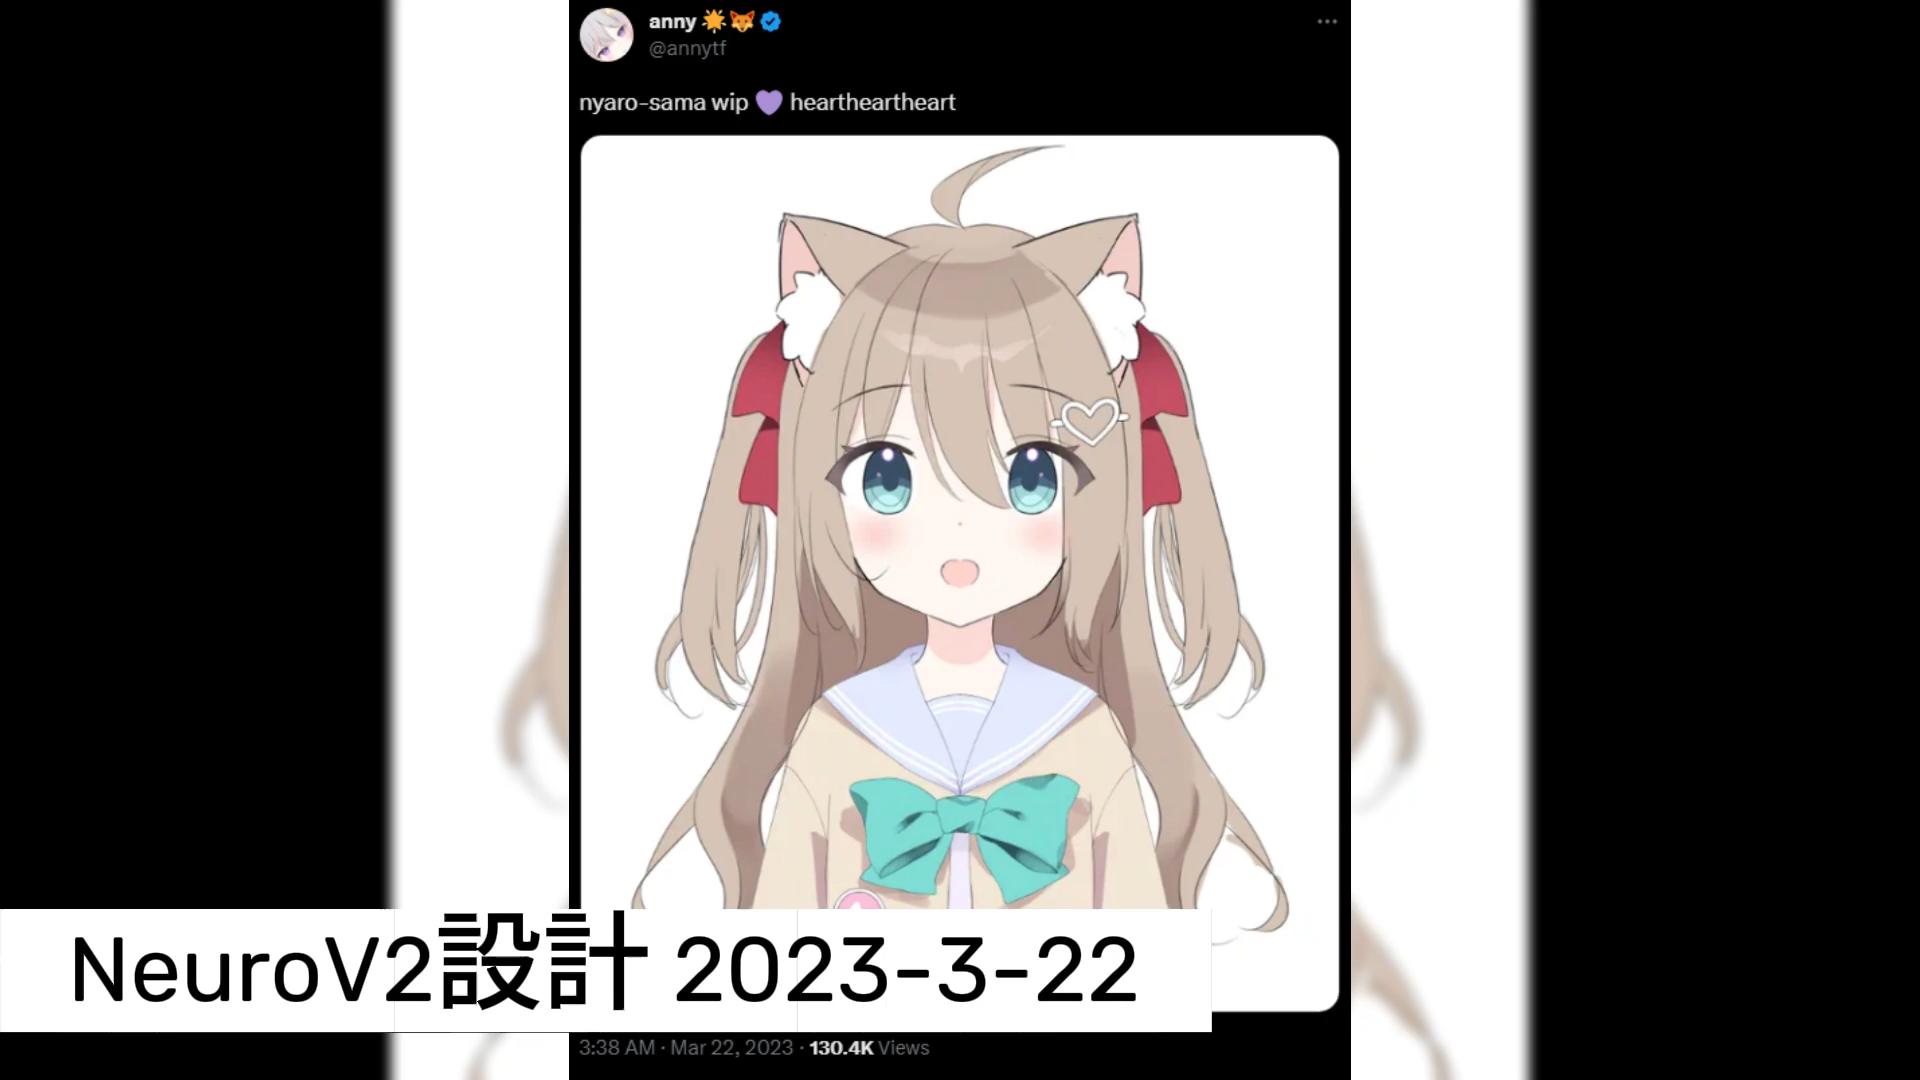 anny 🌟🦊
@annytf
nyaro-sama wip 💜 heartheartheart
NeuroV2設計 2023-3-22
3:38 AM · Mar 22, 2023 · 130.4K Views